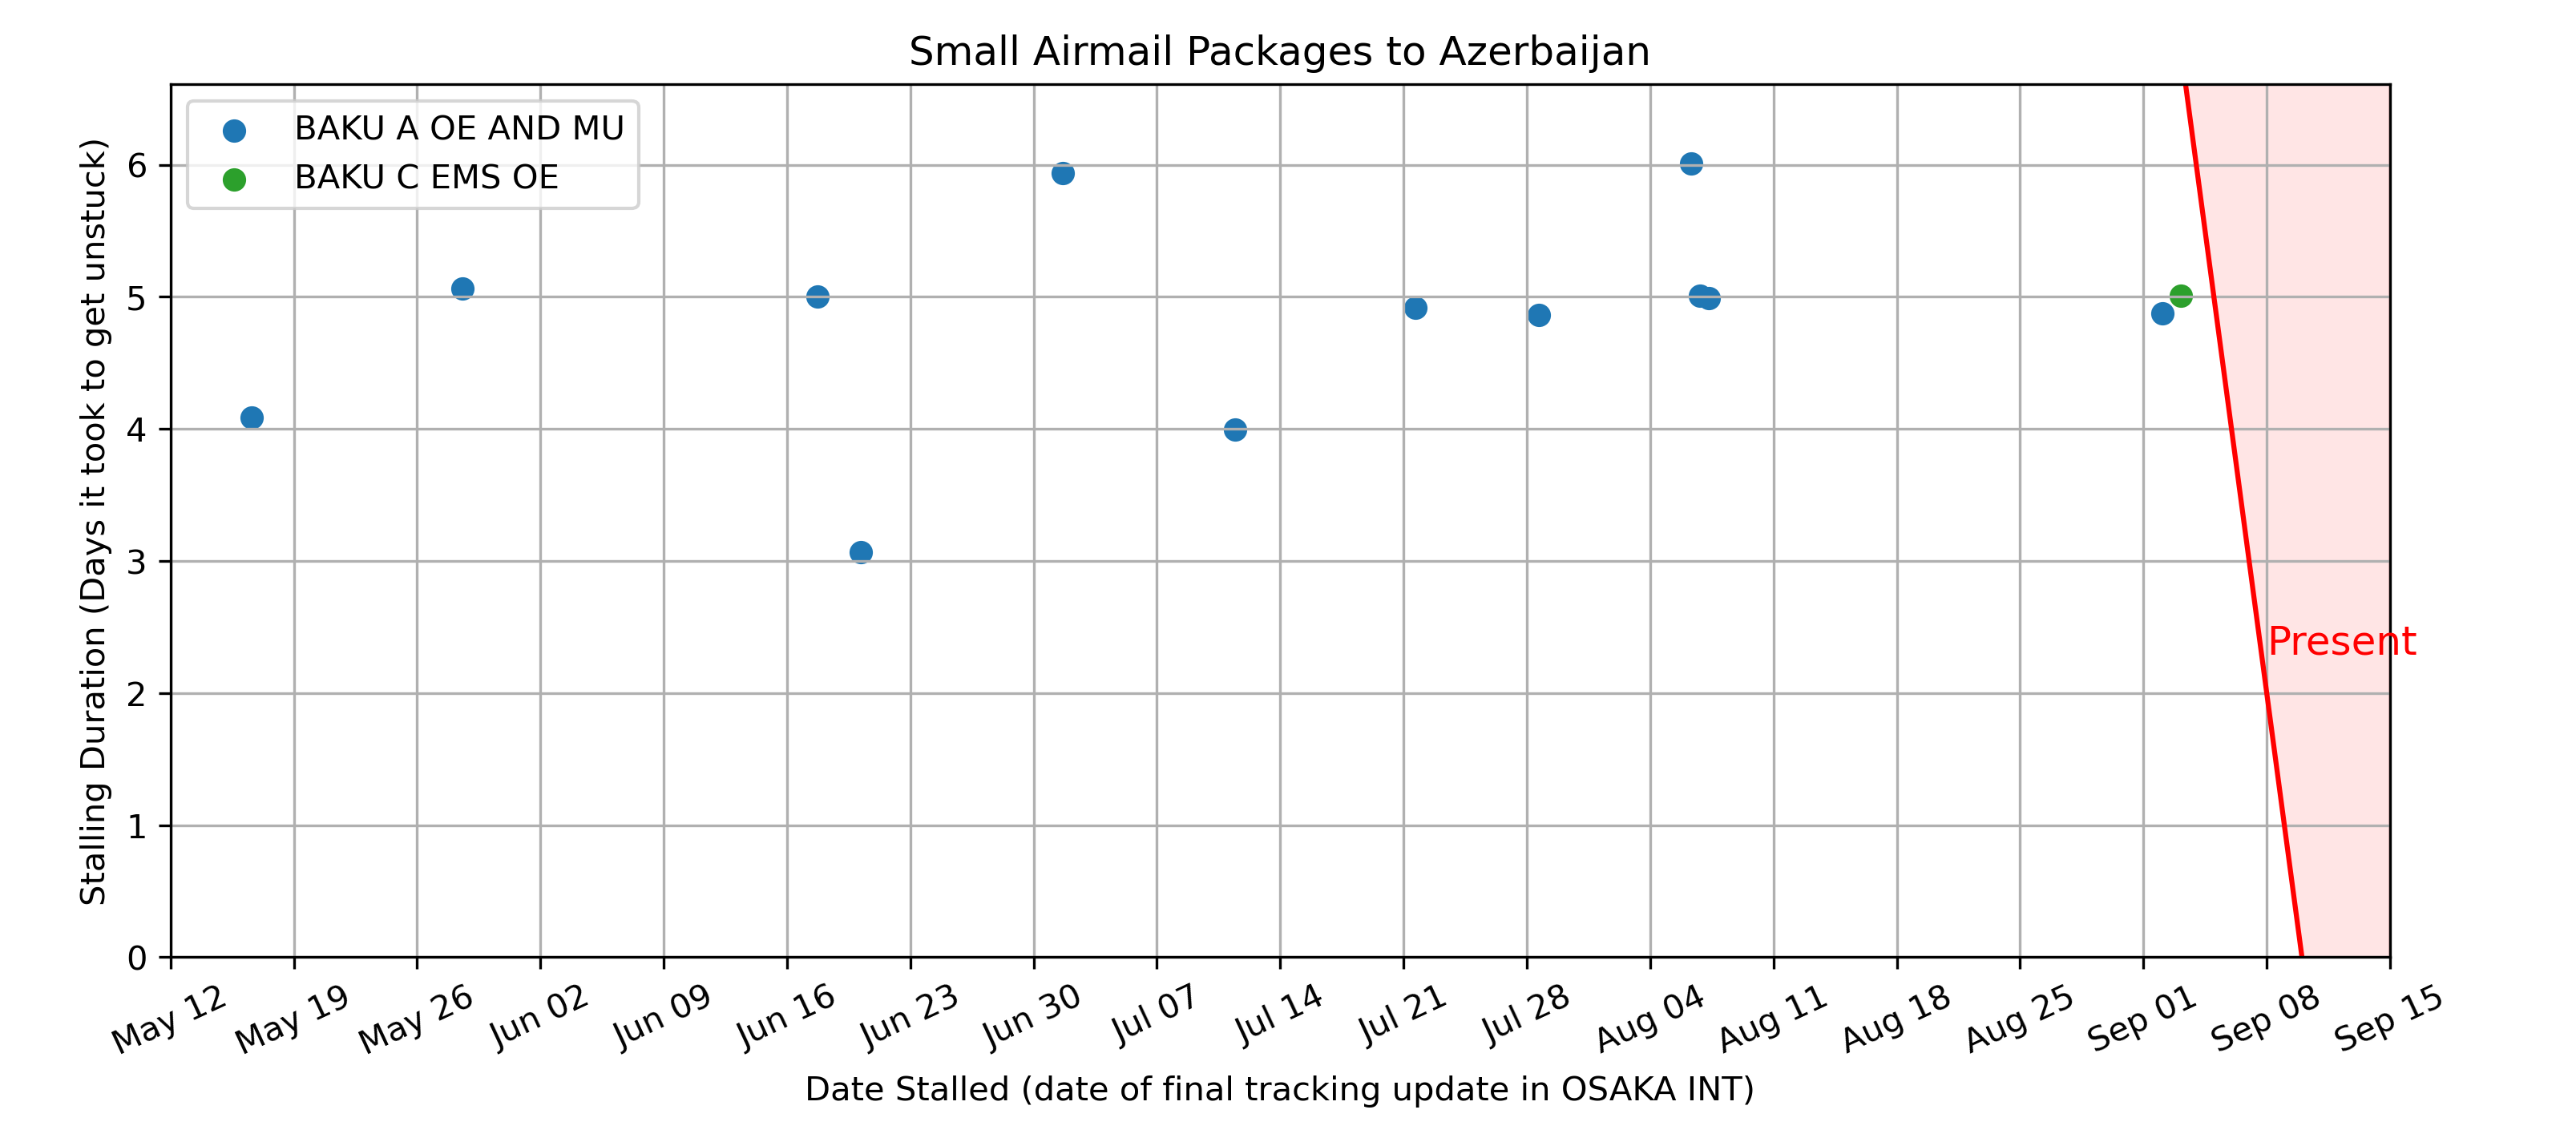 Small Airmail Packages to Azerbaijan
BAKU A OE AND MU
BAKU C EMS OE
Stalling Duration (Days it took to get unstuck)
6
5
4
3
2
1
0
Present
May 12
May 19
May 26
Jun 02
Jun 09
Jun 16
Jun 23
Jun 30
Jul 07
Jul 14
Jul 21
Jul 28
Aug 04
Aug 11
Aug 18
Aug 25
Sep 01
Sep 08
Sep 15
Date Stalled (date of final tracking update in OSAKA INT)